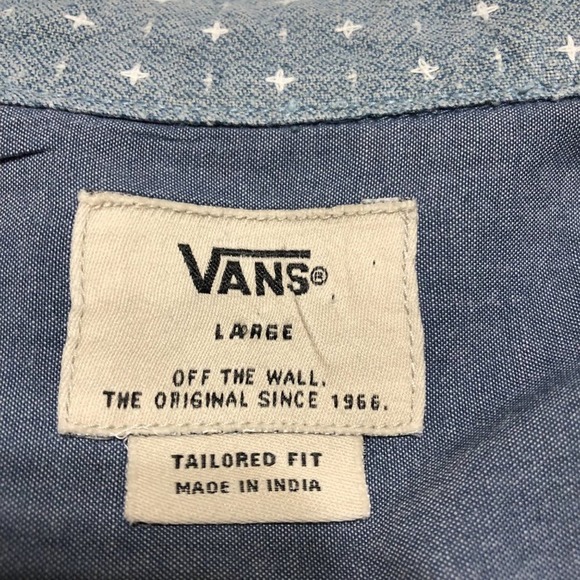 VANS®
LARGE
OFF THE WALL.
THE ORIGINAL SINCE 1966.
TAILORED FIT
MADE IN INDIA